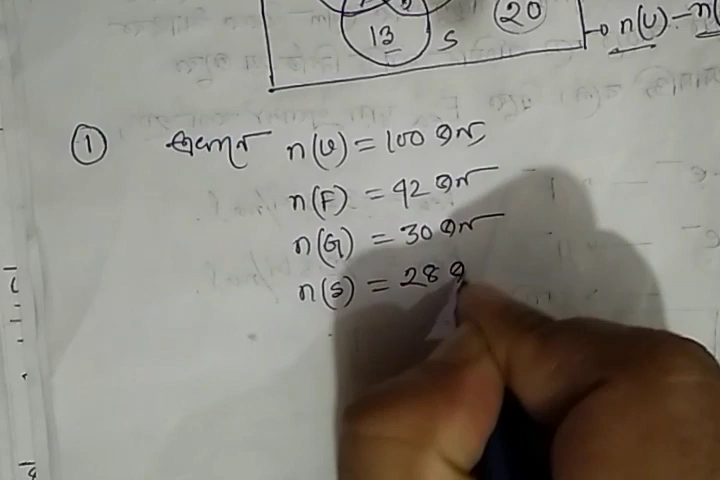 20
13 S n(U) - n(
① এখানে n(U) = 100 জন
n(F) = 42 জন
n(G) = 30 জন
n(S) = 28 জ